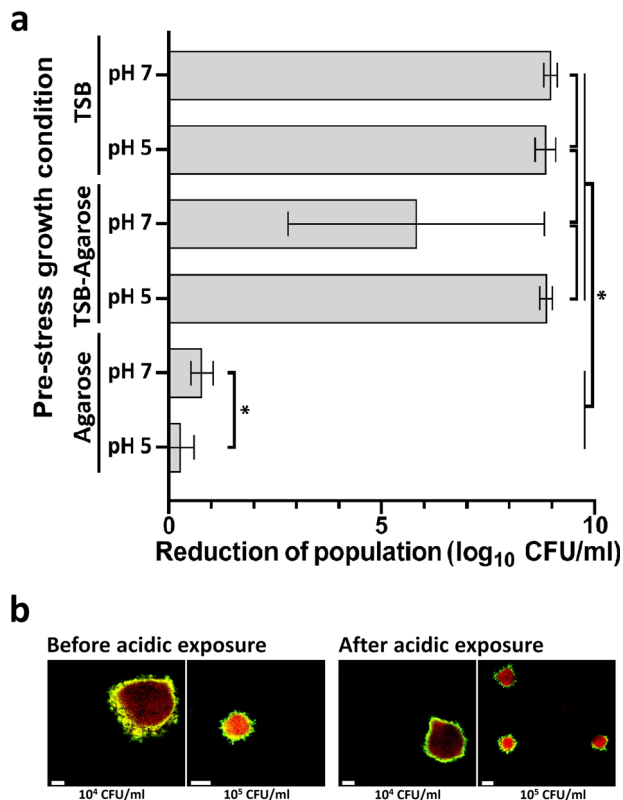 a
Pre-stress growth condition
TSB
pH 7
pH 5
TSB-Agarose
pH 7
pH 5
Agarose
pH 7
pH 5
*
*
0
5
10
Reduction of population (log10 CFU/ml)
b
Before acidic exposure
After acidic exposure
10⁴ CFU/ml
10⁵ CFU/ml
10⁴ CFU/ml
10⁵ CFU/ml